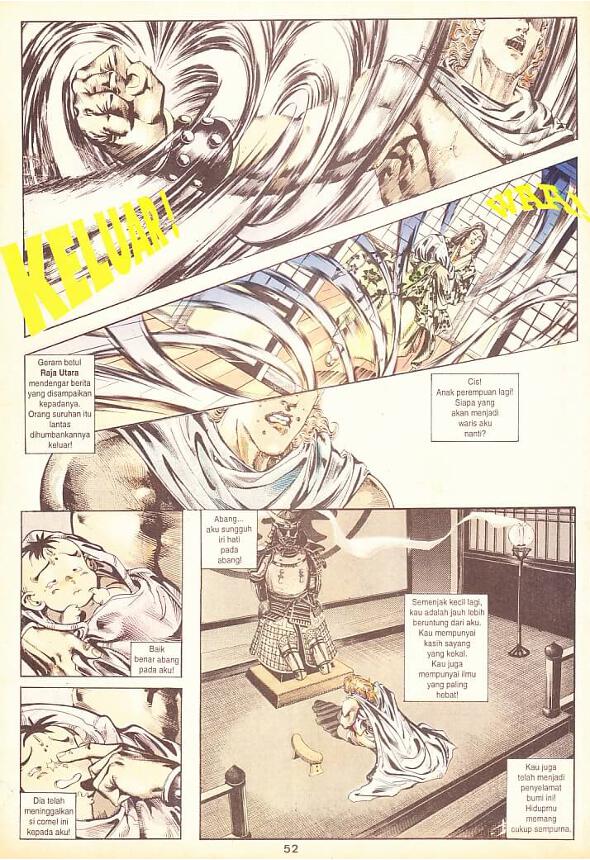 KELUAR!
WARA
Geram betul
Raja Utara
mendengar berita
yang disampaikan
kepadanya.
Orang suruhan itu
lantas
dihumbankannya
keluar!
Cis!
Anak perempuan lagi!
Siapa yang
akan menjadi
waris aku
nanti?
Baik
benar abang
pada aku!
Dia telah
meninggalkan
si comel ini
kepada aku!
Abang...
aku sungguh
iri hati
pada
abang!
Semenjak kecil lagi,
kau adalah jauh lebih
beruntung dari aku.
Kau mempunyai
kasih sayang
yang kekal.
Kau juga
mempunyai ilmu
yang paling
hebat!
Kau juga
telah menjadi
penyelamat
bumi ini!
Hidupmu
memang
cukup sempurna,
52